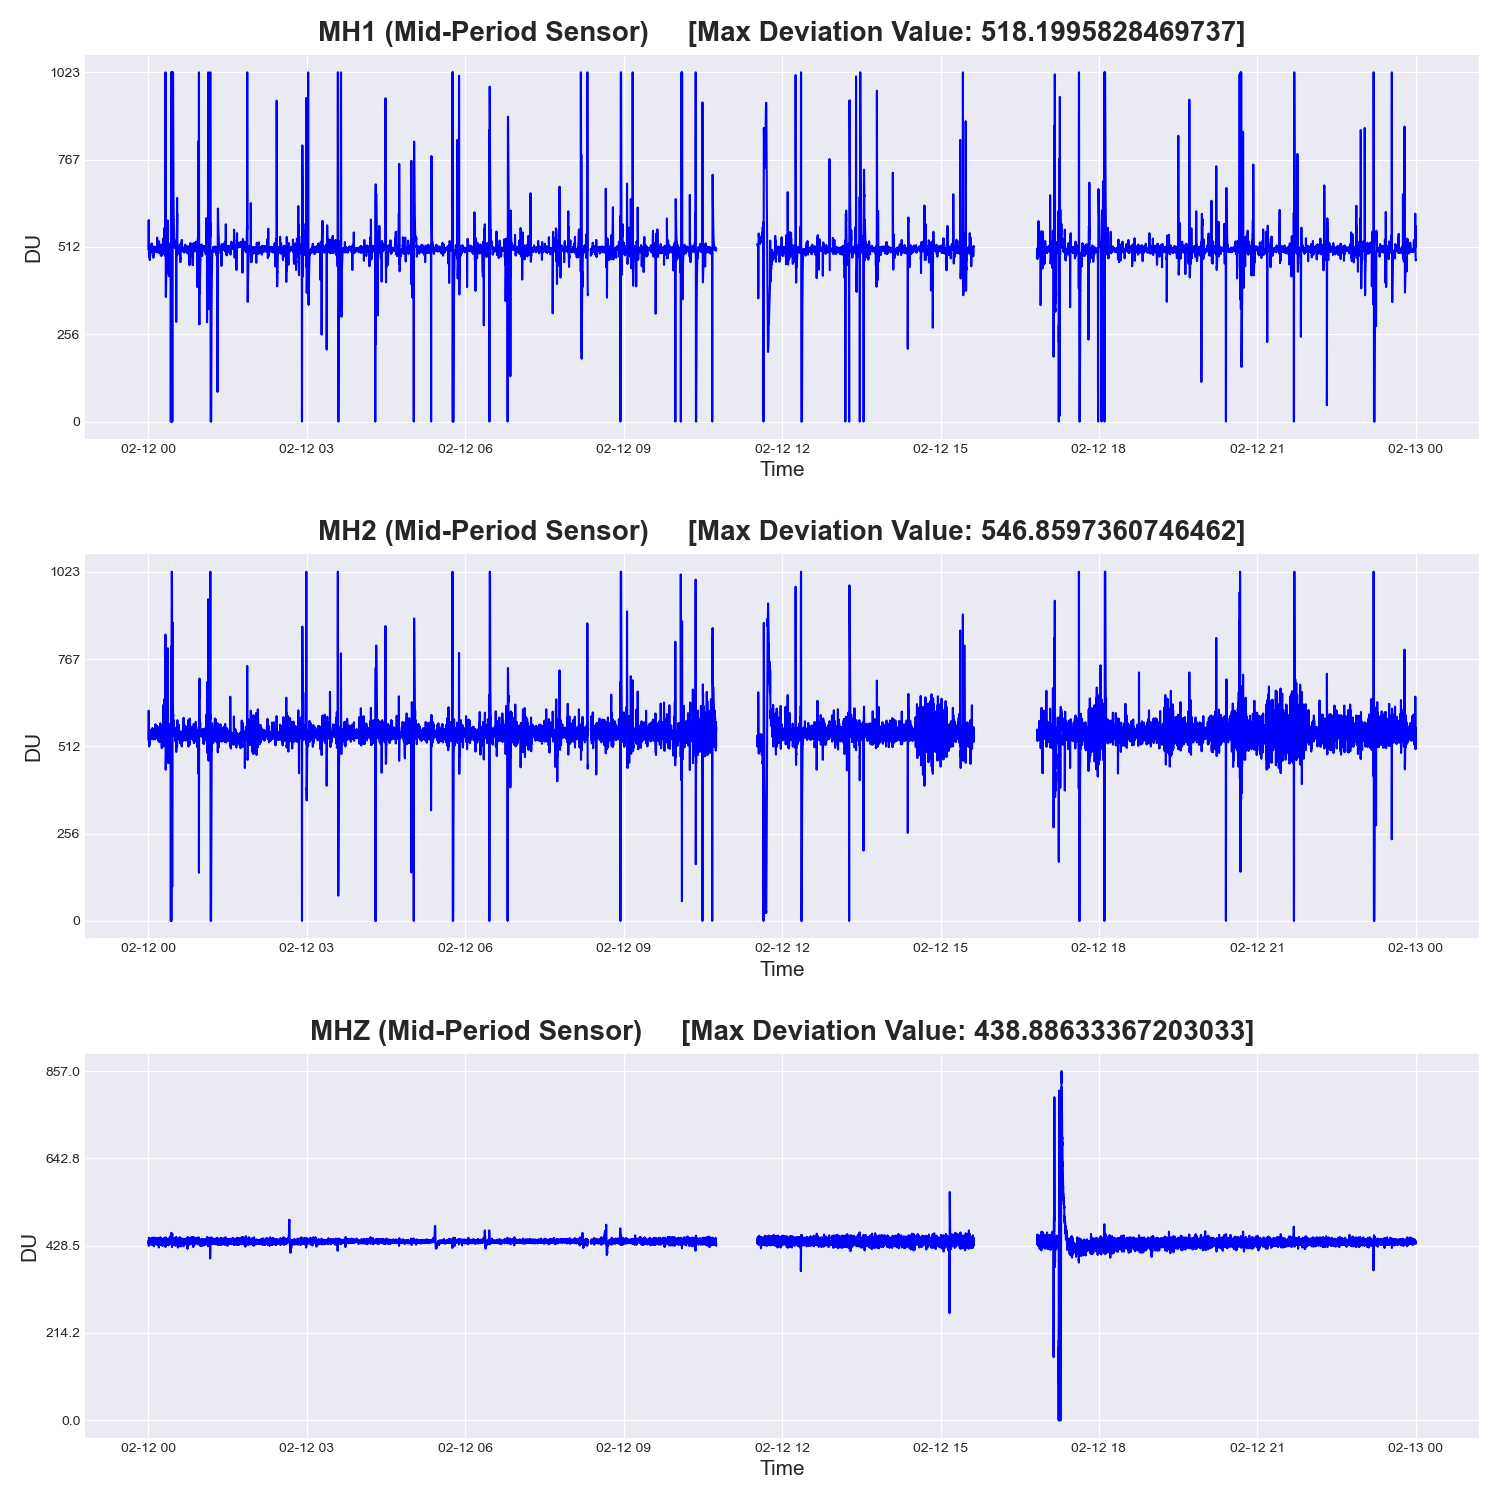 MH1 (Mid-Period Sensor) [Max Deviation Value: 518.1995828469737]
1023
767
512
256
0
DU
02-12 00 02-12 03 02-12 06 02-12 09 02-12 12 02-12 15 02-12 18 02-12 21 02-13 00
Time
MH2 (Mid-Period Sensor) [Max Deviation Value: 546.8597360746462]
1023
767
512
256
0
DU
02-12 00 02-12 03 02-12 06 02-12 09 02-12 12 02-12 15 02-12 18 02-12 21 02-13 00
Time
MHZ (Mid-Period Sensor) [Max Deviation Value: 438.88633367203033]
857.0
642.8
428.5
214.2
0.0
DU
02-12 00 02-12 03 02-12 06 02-12 09 02-12 12 02-12 15 02-12 18 02-12 21 02-13 00
Time